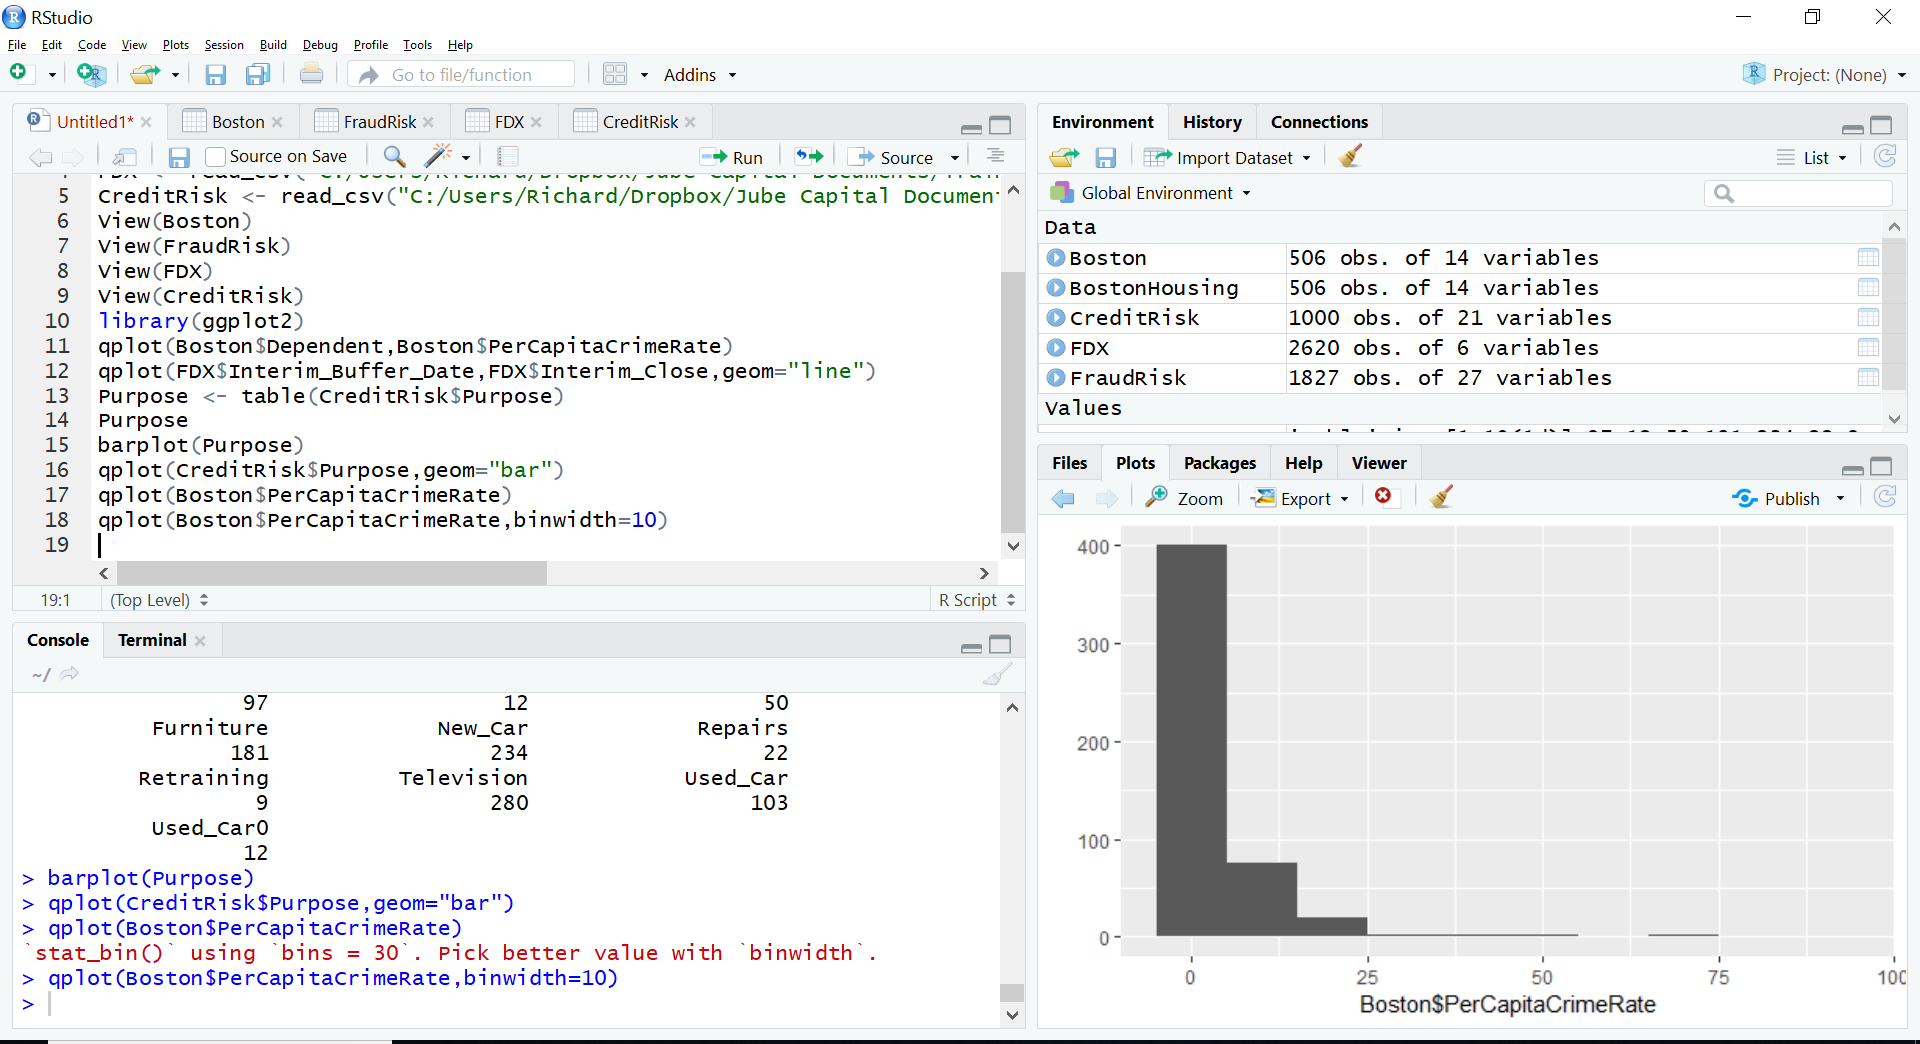 RStudio
File Edit Code View Plots Session Build Debug Profile Tools Help
Go to file/function Addins Project: (None)
Untitled1* Boston FraudRisk FDX CreditRisk
Source on Save Run Source
5 CreditRisk <- read_csv("C:/Users/Richard/Dropbox/Jube Capital Documen
6 View(Boston)
7 View(FraudRisk)
8 View(FDX)
9 View(CreditRisk)
10 library(ggplot2)
11 qplot(Boston$Dependent,Boston$PerCapitaCrimeRate)
12 qplot(FDX$Interim_Buffer_Date,FDX$Interim_Close,geom="line")
13 Purpose <- table(CreditRisk$Purpose)
14 Purpose
15 barplot(Purpose)
16 qplot(CreditRisk$Purpose,geom="bar")
17 qplot(Boston$PerCapitaCrimeRate)
18 qplot(Boston$PerCapitaCrimeRate,binwidth=10)
19
19:1 (Top Level) R Script
Console Terminal
~/
97 12 50
Furniture New_Car Repairs
181 234 22
Retraining Television Used_Car
9 280 103
Used_Car0
12
> barplot(Purpose)
> qplot(CreditRisk$Purpose,geom="bar")
> qplot(Boston$PerCapitaCrimeRate)
`stat_bin()` using `bins = 30`. Pick better value with `binwidth`.
> qplot(Boston$PerCapitaCrimeRate,binwidth=10)
>
Environment History Connections
Import Dataset List
Global Environment
Data
Boston 506 obs. of 14 variables
BostonHousing 506 obs. of 14 variables
CreditRisk 1000 obs. of 21 variables
FDX 2620 obs. of 6 variables
FraudRisk 1827 obs. of 27 variables
Values
Files Plots Packages Help Viewer
Zoom Export Publish
400
300
200
100
0
0 25 50 75 100
Boston$PerCapitaCrimeRate